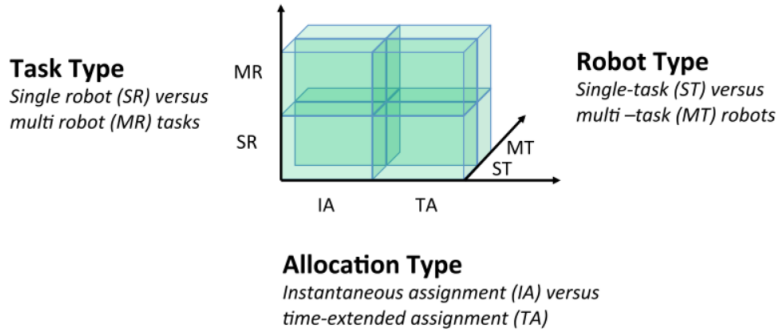 Task Type
Single robot (SR) versus
multi robot (MR) tasks
MR
SR
IA
TA
ST
MT
Robot Type
Single-task (ST) versus
multi –task (MT) robots
Allocation Type
Instantaneous assignment (IA) versus
time-extended assignment (TA)